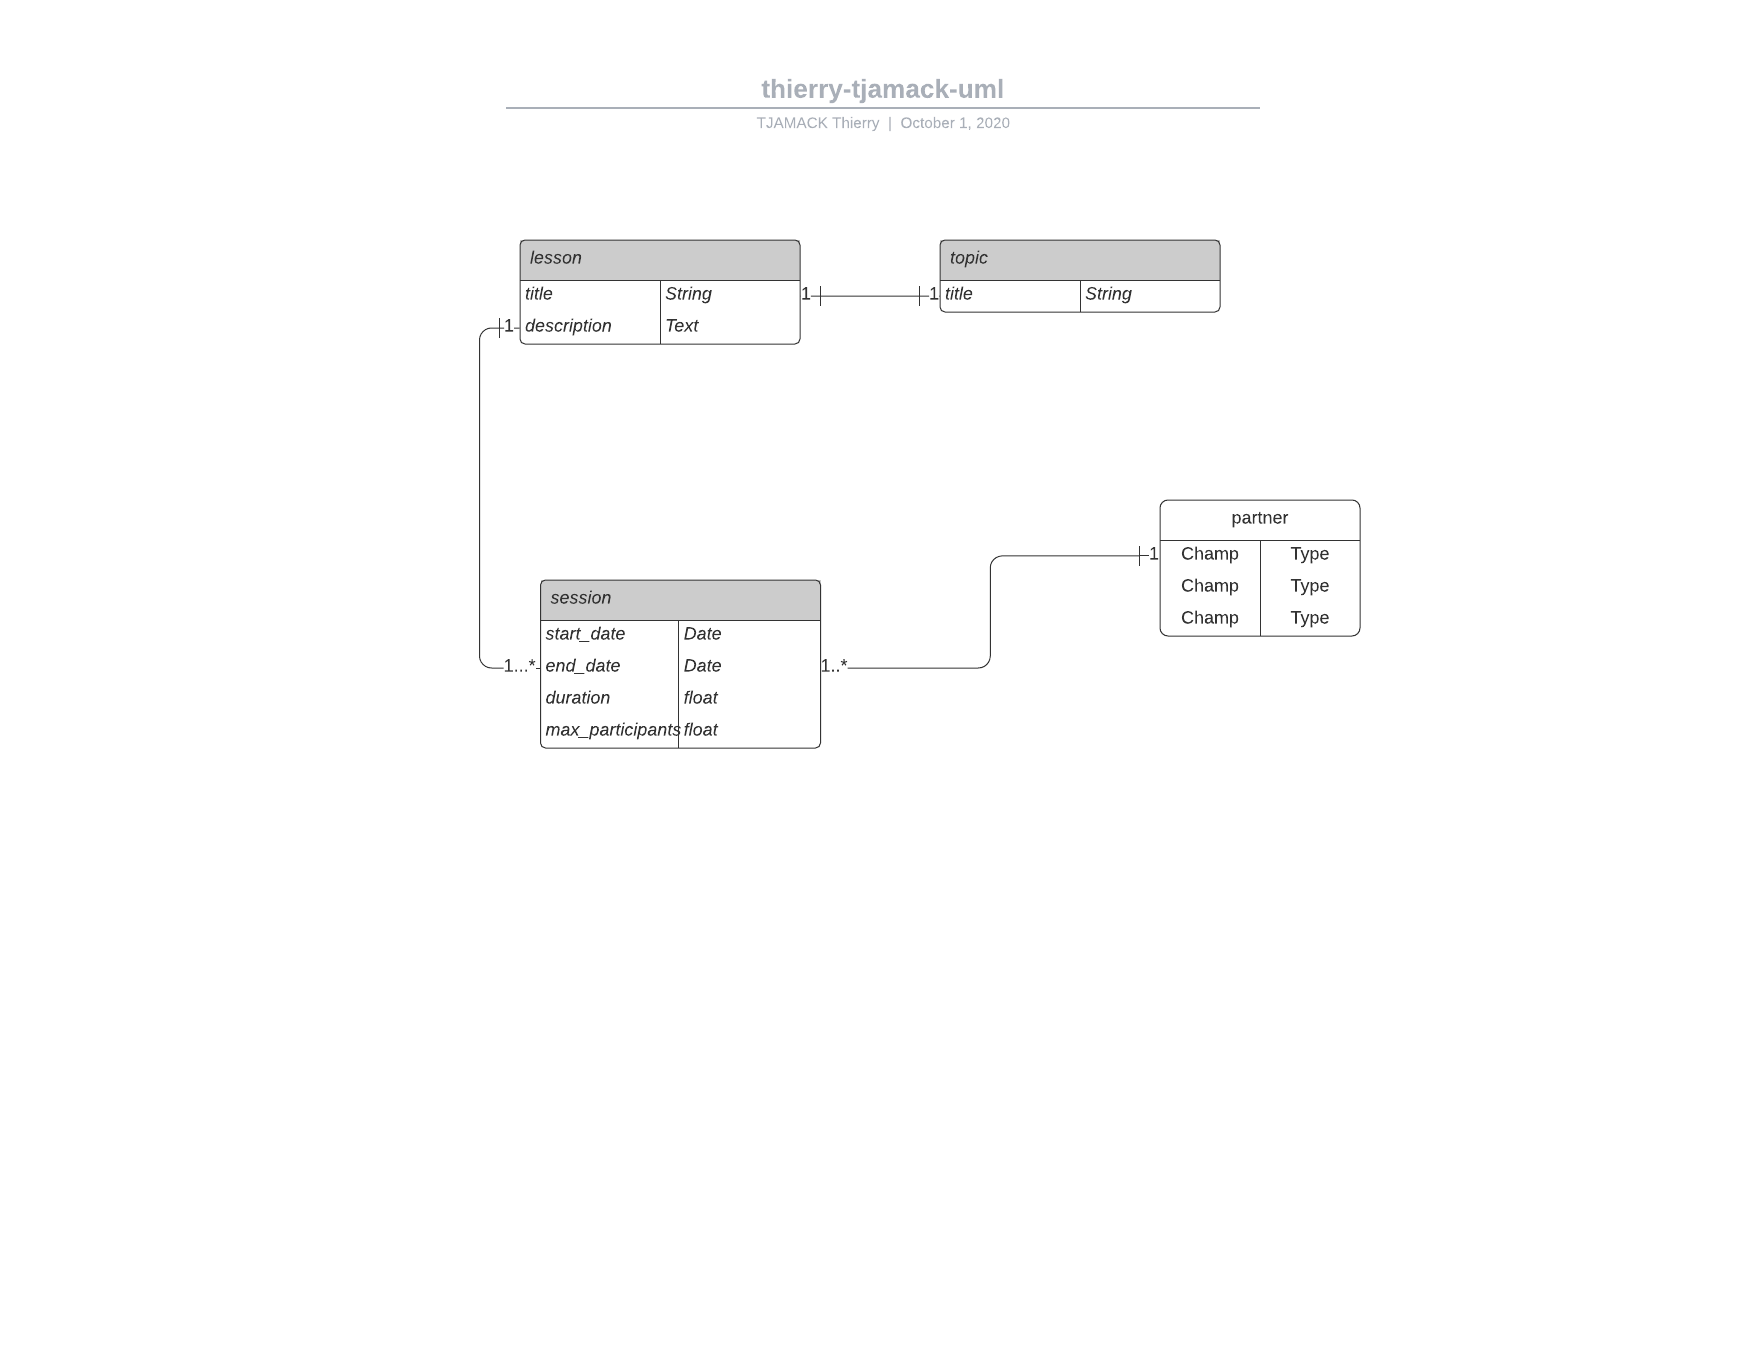 thierry-tjamack-uml
TJAMACK Thierry | October 1, 2020
lesson
title String
description Text
1 1
topic
title String
1
partner
Champ Type
Champ Type
Champ Type
1
session
start_date Date
end_date Date
duration float
max_participants float
1...* 1..*